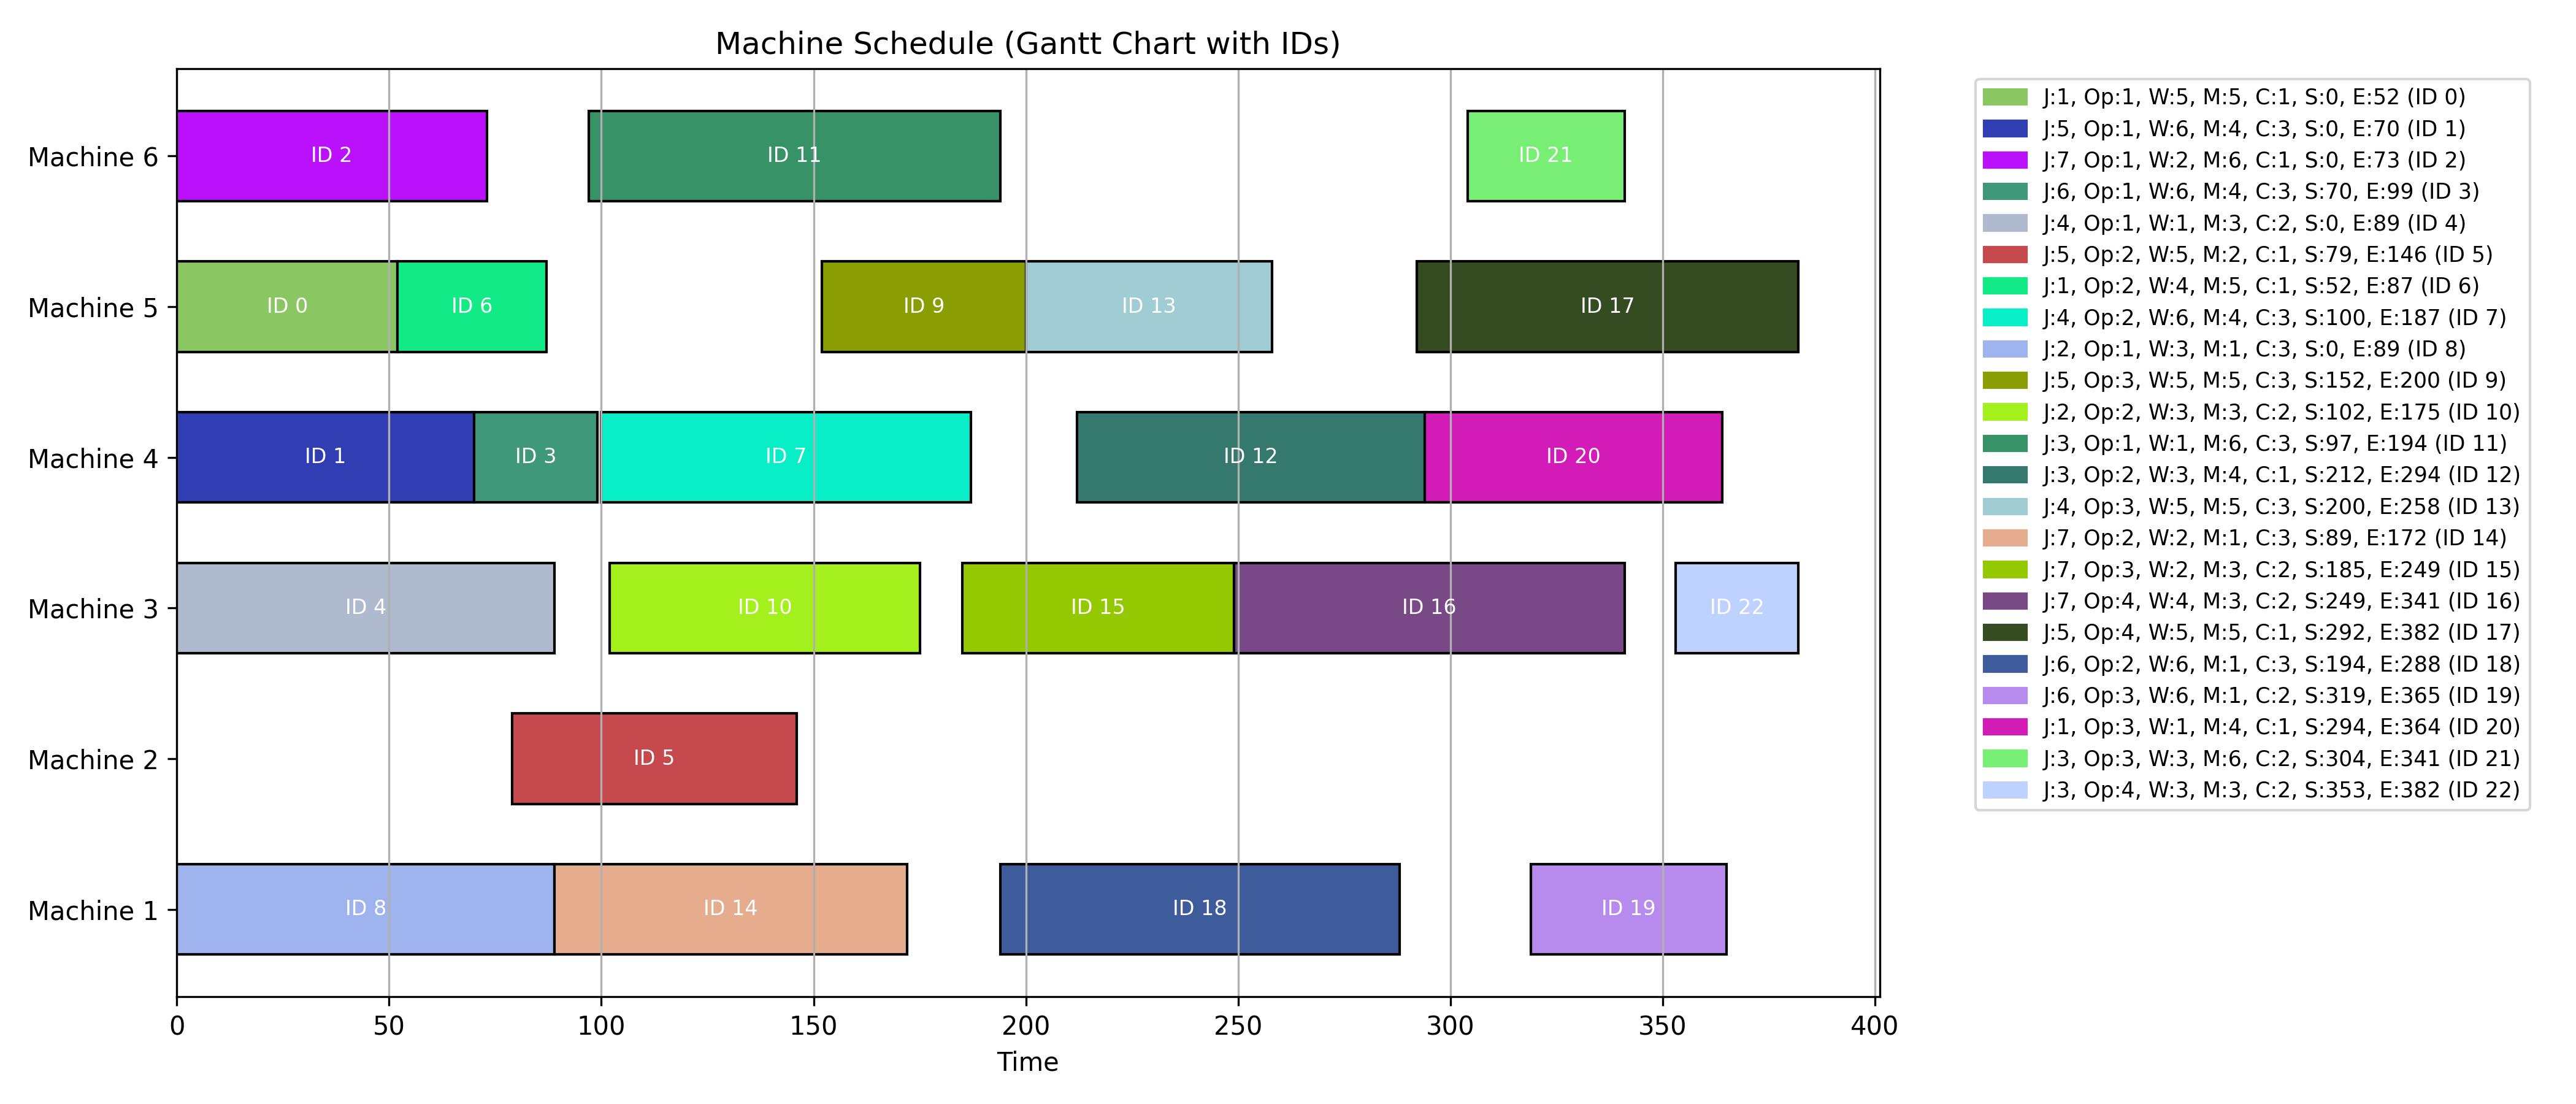 Machine Schedule (Gantt Chart with IDs)
Machine 6
ID 2
ID 11
ID 21
Machine 5
ID 0
ID 6
ID 9
ID 13
ID 17
Machine 4
ID 1
ID 3
ID 7
ID 12
ID 20
Machine 3
ID 4
ID 10
ID 15
ID 16
ID 22
Machine 2
ID 5
Machine 1
ID 8
ID 14
ID 18
ID 19
0 50 100 150 200 250 300 350 400
Time
J:1, Op:1, W:5, M:5, C:1, S:0, E:52 (ID 0)
J:5, Op:1, W:6, M:4, C:3, S:0, E:70 (ID 1)
J:7, Op:1, W:2, M:6, C:1, S:0, E:73 (ID 2)
J:6, Op:1, W:6, M:4, C:3, S:70, E:99 (ID 3)
J:4, Op:1, W:1, M:3, C:2, S:0, E:89 (ID 4)
J:5, Op:2, W:5, M:2, C:1, S:79, E:146 (ID 5)
J:1, Op:2, W:4, M:5, C:1, S:52, E:87 (ID 6)
J:4, Op:2, W:6, M:4, C:3, S:100, E:187 (ID 7)
J:2, Op:1, W:3, M:1, C:3, S:0, E:89 (ID 8)
J:5, Op:3, W:5, M:5, C:3, S:152, E:200 (ID 9)
J:2, Op:2, W:3, M:3, C:2, S:102, E:175 (ID 10)
J:3, Op:1, W:1, M:6, C:3, S:97, E:194 (ID 11)
J:3, Op:2, W:3, M:4, C:1, S:212, E:294 (ID 12)
J:4, Op:3, W:5, M:5, C:3, S:200, E:258 (ID 13)
J:7, Op:2, W:2, M:1, C:3, S:89, E:172 (ID 14)
J:7, Op:3, W:2, M:3, C:2, S:185, E:249 (ID 15)
J:7, Op:4, W:4, M:3, C:2, S:249, E:341 (ID 16)
J:5, Op:4, W:5, M:5, C:1, S:292, E:382 (ID 17)
J:6, Op:2, W:6, M:1, C:3, S:194, E:288 (ID 18)
J:6, Op:3, W:6, M:1, C:2, S:319, E:365 (ID 19)
J:1, Op:3, W:1, M:4, C:1, S:294, E:364 (ID 20)
J:3, Op:3, W:3, M:6, C:2, S:304, E:341 (ID 21)
J:3, Op:4, W:3, M:3, C:2, S:353, E:382 (ID 22)